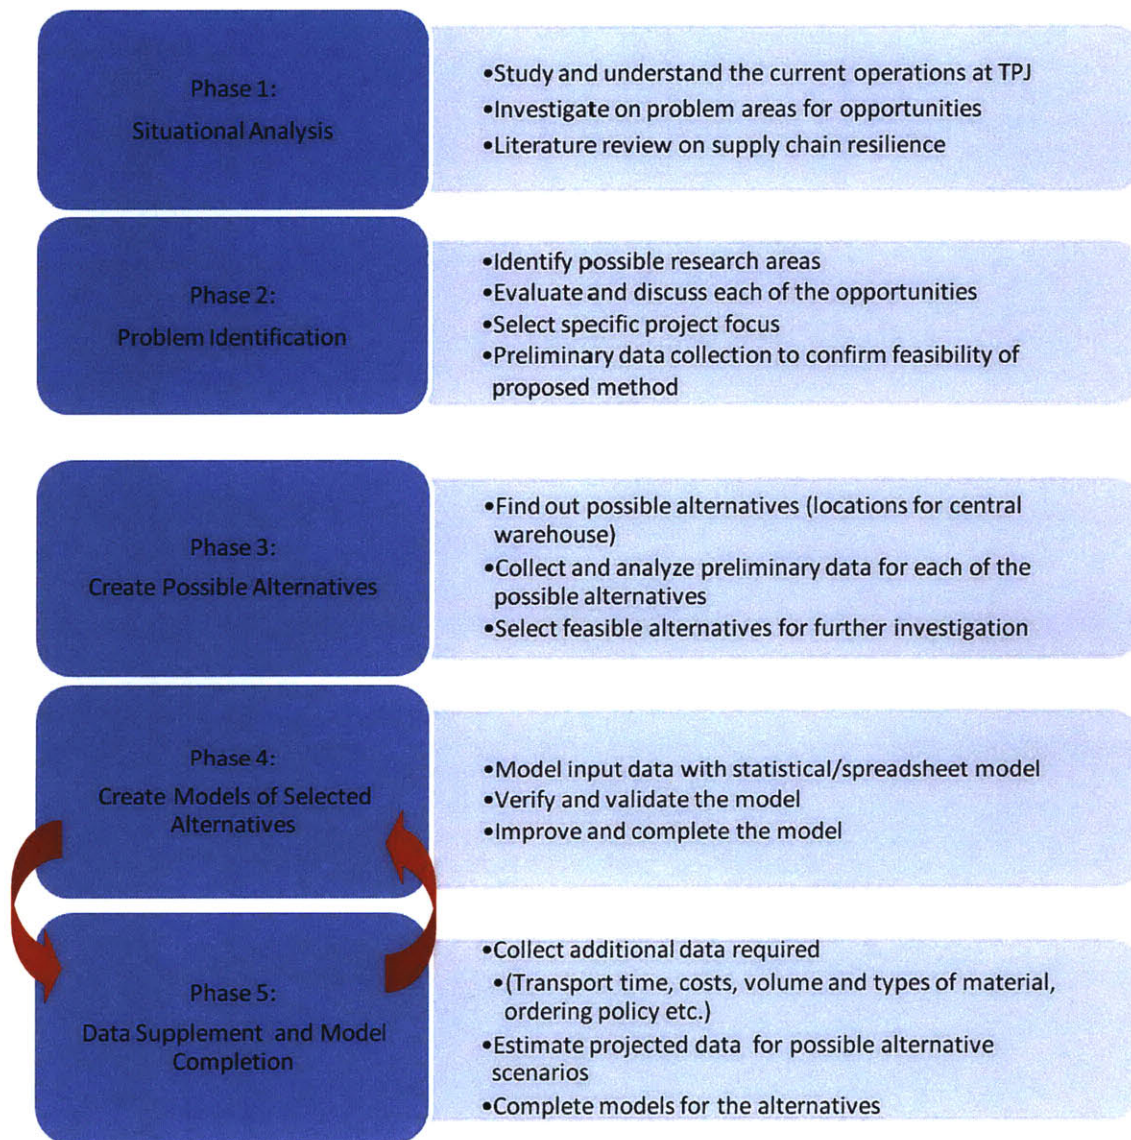 Phase 1:
Situational Analysis
•Study and understand the current operations at TPJ
•Investigate on problem areas for opportunities
•Literature review on supply chain resilience
Phase 2:
Problem Identification
•Identify possible research areas
•Evaluate and discuss each of the opportunities
•Select specific project focus
•Preliminary data collection to confirm feasibility of
proposed method
Phase 3:
Create Possible Alternatives
•Find out possible alternatives (locations for central
warehouse)
•Collect and analyze preliminary data for each of the
possible alternatives
•Select feasible alternatives for further investigation
Phase 4:
Create Models of Selected
Alternatives
•Model input data with statistical/spreadsheet model
•Verify and validate the model
•Improve and complete the model
Phase 5:
Data Supplement and Model
Completion
•Collect additional data required
•(Transport time, costs, volume and types of material,
ordering policy etc.)
•Estimate projected data for possible alternative
scenarios
•Complete models for the alternatives